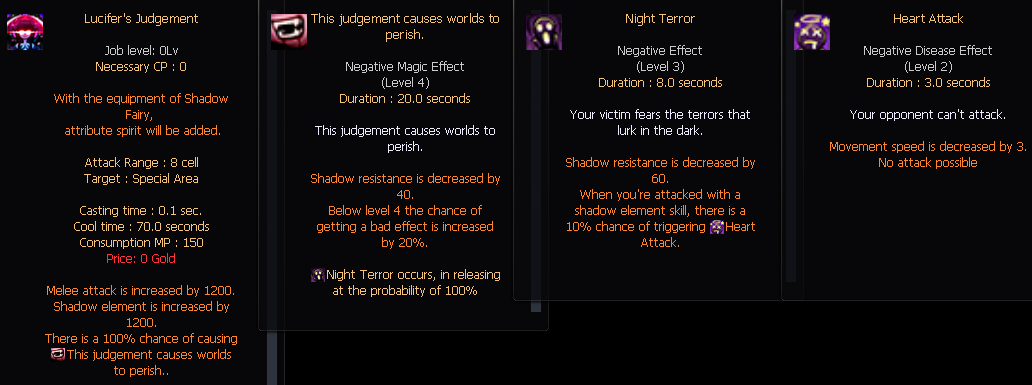 Lucifer's Judgement
Job level: 0Lv
Necessary CP : 0
With the equipment of Shadow
Fairy,
attribute spirit will be added.
Attack Range : 8 cell
Target : Special Area
Casting time : 0.1 sec.
Cool time : 70.0 seconds
Consumption MP : 150
Price: 0 Gold
Melee attack is increased by 1200.
Shadow element is increased by
1200.
There is a 100% chance of causing
This judgement causes worlds
to perish..
This judgement causes worlds to
perish.
Negative Magic Effect
(Level 4)
Duration : 20.0 seconds
This judgement causes worlds to
perish.
Shadow resistance is decreased by
40.
Below level 4 the chance of
getting a bad effect is increased
by 20%.
Night Terror occurs, in releasing
at the probability of 100%
Night Terror
Negative Effect
(Level 3)
Duration : 8.0 seconds
Your victim fears the terrors that
lurk in the dark.
Shadow resistance is decreased by
60.
When you're attacked with a
shadow element skill, there is a
10% chance of triggering Heart
Attack.
Heart Attack
Negative Disease Effect
(Level 2)
Duration : 3.0 seconds
Your opponent can't attack.
Movement speed is decreased by 3.
No attack possible